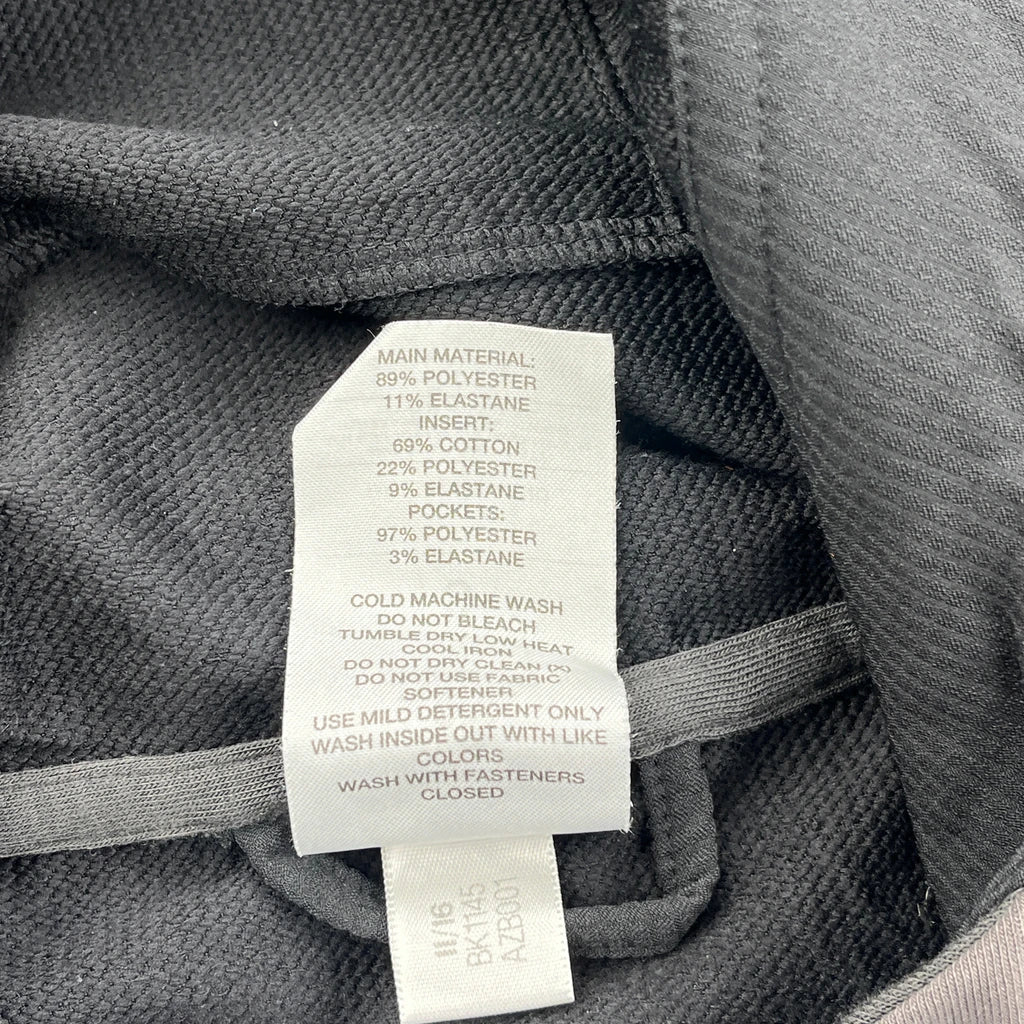 MAIN MATERIAL:
89% POLYESTER
11% ELASTANE
INSERT:
69% COTTON
22% POLYESTER
9% ELASTANE
POCKETS:
97% POLYESTER
3% ELASTANE
COLD MACHINE WASH
DO NOT BLEACH
TUMBLE DRY LOW HEAT
COOL IRON
DO NOT DRY CLEAN (X)
DO NOT USE FABRIC
SOFTENER
USE MILD DETERGENT ONLY
WASH INSIDE OUT WITH LIKE
COLORS
WASH WITH FASTENERS
CLOSED
11/16
BK1145
AZB001